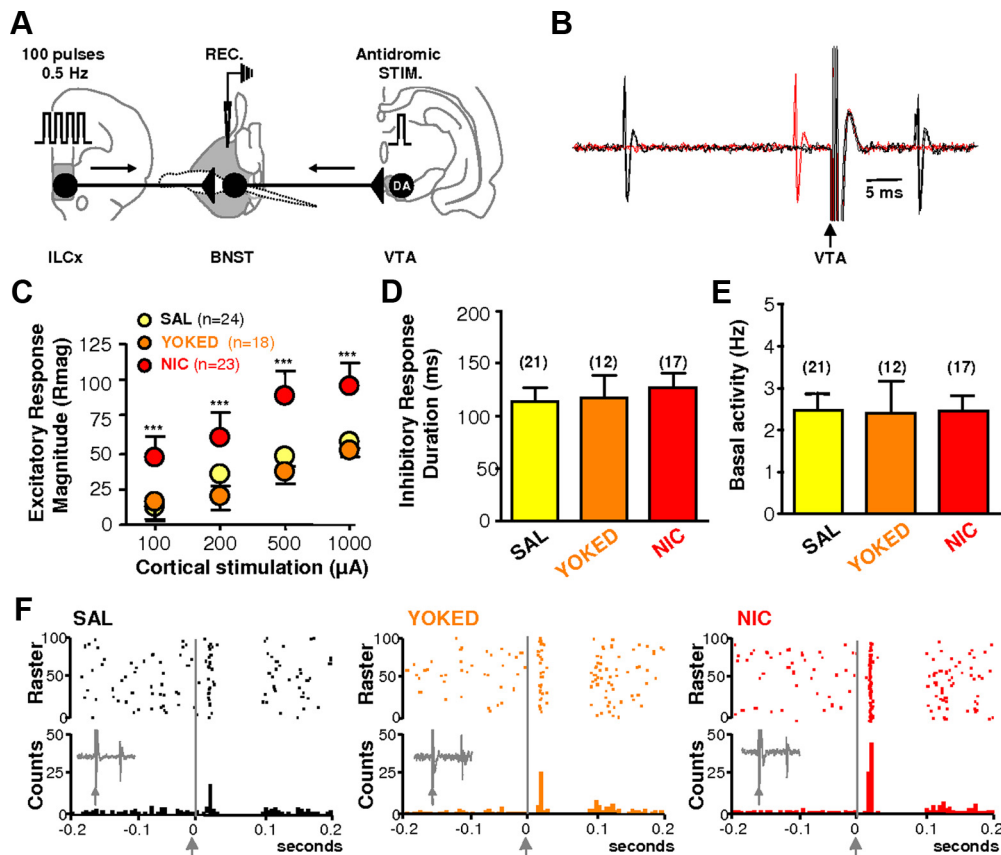 A
100 pulses
0.5 Hz
REC.
Antidromic
STIM.
DA
ILCx
BNST
VTA
B
5 ms
VTA
C
SAL (n=24)
YOKED (n=18)
NIC (n=23)
Excitatory Response
Magnitude (Rmag)
125
100
75
50
25
0
***
***
***
***
100
200
500
1000
Cortical stimulation (µA)
D
Inhibitory Response
Duration (ms)
200
150
100
50
0
(21)
(12)
(17)
SAL
YOKED
NIC
E
Basal activity (Hz)
5
4
3
2
1
0
(21)
(12)
(17)
SAL
YOKED
NIC
F
SAL
Raster
100
50
0
Counts
50
25
0
-0.2
-0.1
0
0.1
0.2
seconds
YOKED
Raster
100
50
0
Counts
50
25
0
-0.2
-0.1
0
0.1
0.2
seconds
NIC
Raster
100
50
0
Counts
50
25
0
-0.2
-0.1
0
0.1
0.2
seconds